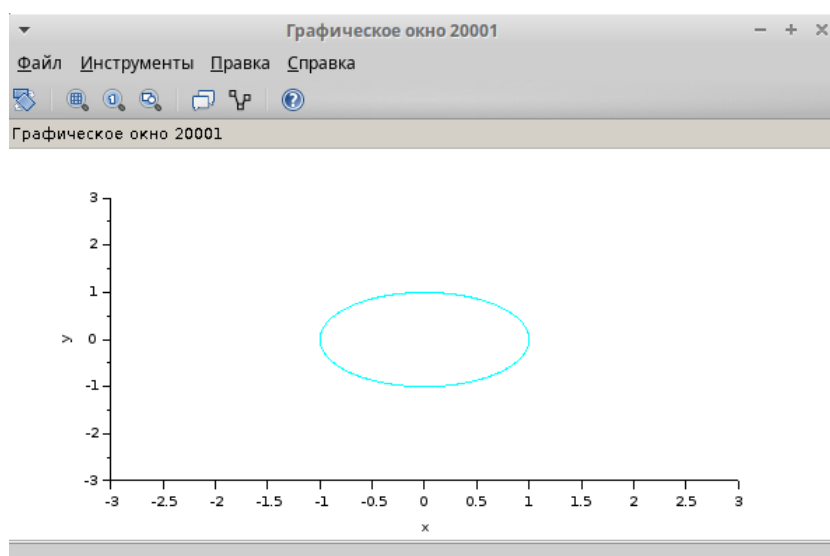 Графическое окно 20001
Файл Инструменты Правка Справка
Графическое окно 20001
3
2
1
0
-1
-2
-3
y
-3 -2.5 -2 -1.5 -1 -0.5 0 0.5 1 1.5 2 2.5 3
x